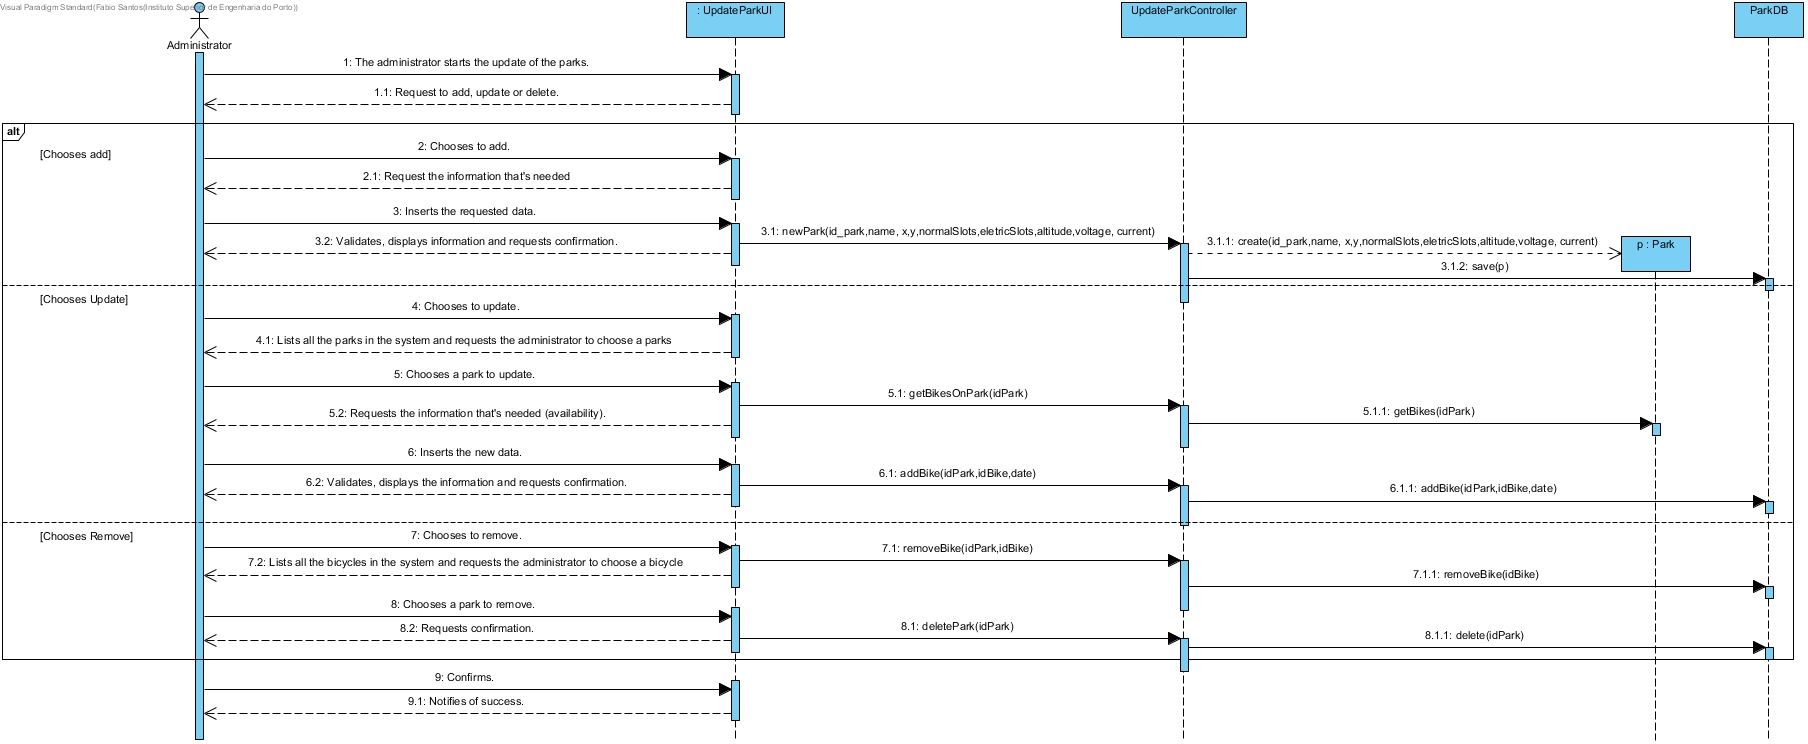 Visual Paradigm Standard(Fabio Santos(Instituto Superior de Engenharia do Porto))
: UpdateParkUI
UpdateParkController
ParkDB
Administrator
1: The administrator starts the update of the parks.
1.1: Request to add, update or delete.
alt
[Chooses add]
2: Chooses to add.
2.1: Request the information that's needed
3: Inserts the requested data.
3.1: newPark(id_park,name, x,y,normalSlots,eletricSlots,altitude,voltage, current)
3.2: Validates, displays information and requests confirmation.
3.1.1: create(id_park,name, x,y,normalSlots,eletricSlots,altitude,voltage, current)
p : Park
3.1.2: save(p)
[Chooses Update]
4: Chooses to update.
4.1: Lists all the parks in the system and requests the administrator to choose a parks
5: Chooses a park to update.
5.1: getBikesOnPark(idPark)
5.2: Requests the information that's needed (availability).
5.1.1: getBikes(idPark)
6: Inserts the new data.
6.1: addBike(idPark,idBike,date)
6.2: Validates, displays the information and requests confirmation.
6.1.1: addBike(idPark,idBike,date)
[Chooses Remove]
7: Chooses to remove.
7.1: removeBike(idPark,idBike)
7.2: Lists all the bicycles in the system and requests the administrator to choose a bicycle
7.1.1: removeBike(idBike)
8: Chooses a park to remove.
8.1: deletePark(idPark)
8.2: Requests confirmation.
8.1.1: delete(idPark)
9: Confirms.
9.1: Notifies of success.